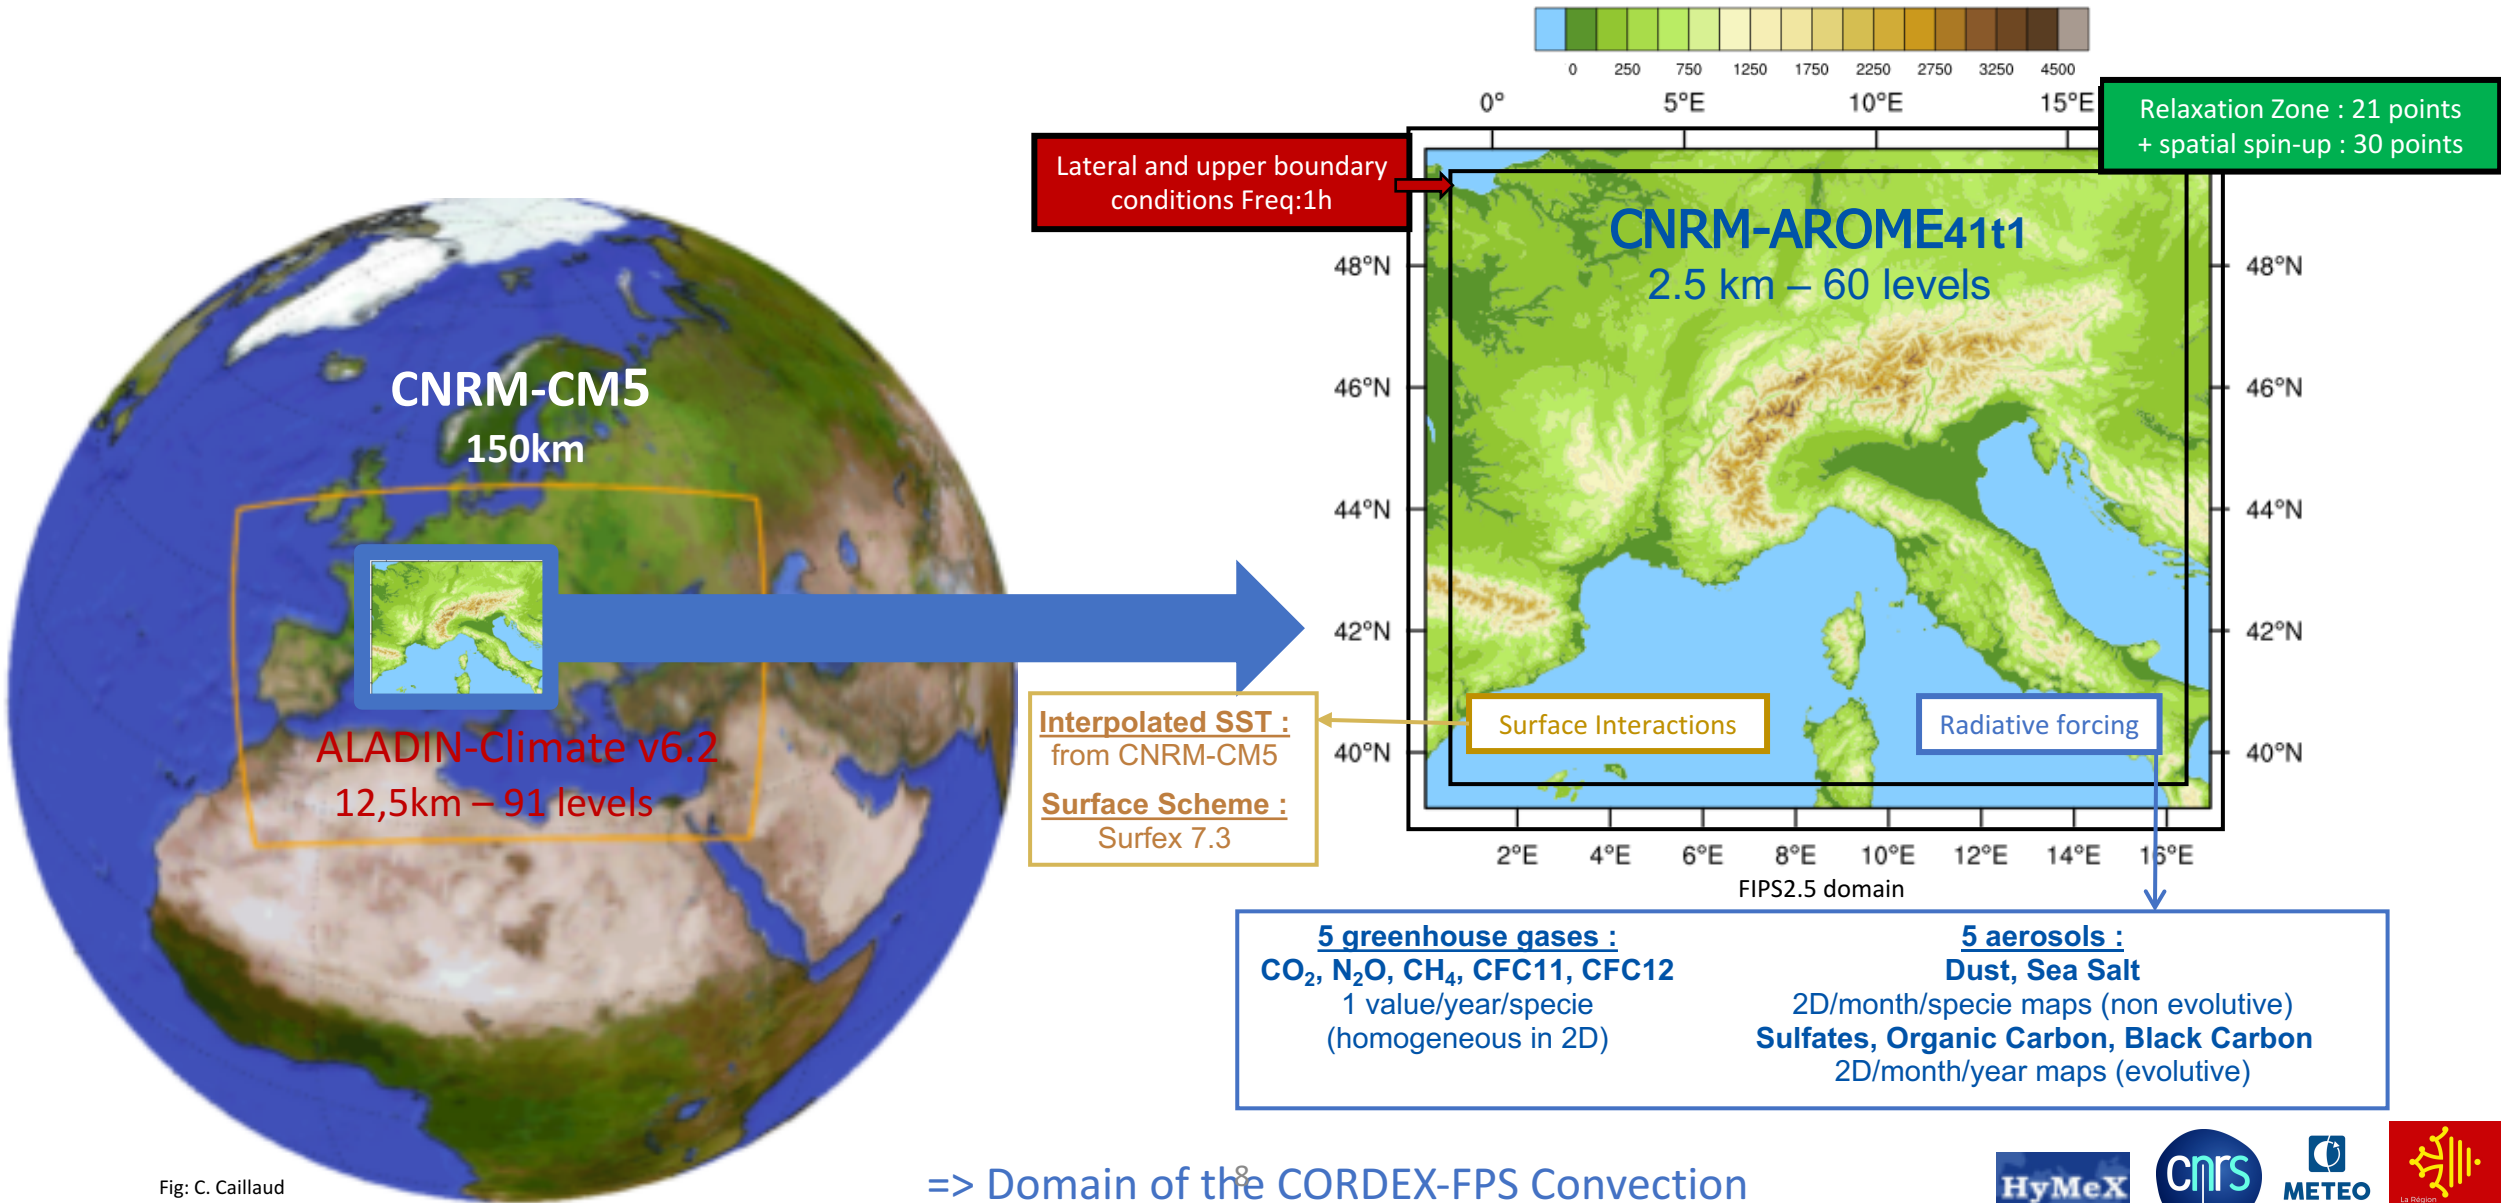 0 250 750 1250 1750 2250 2750 3250 4500
0° 5°E 10°E 15°E
Relaxation Zone : 21 points
+ spatial spin-up : 30 points
Lateral and upper boundary
conditions Freq:1h
CNRM-AROME41t1
2.5 km – 60 levels
48°N 48°N
46°N 46°N
44°N 44°N
42°N 42°N
40°N 40°N
CNRM-CM5
150km
ALADIN-Climate v6.2
12,5km – 91 levels
Interpolated SST :
from CNRM-CM5
Surface Scheme :
Surfex 7.3
Surface Interactions
Radiative forcing
2°E 4°E 6°E 8°E 10°E 12°E 14°E 16°E
FIPS2.5 domain
5 greenhouse gases :
CO₂, N₂O, CH₄, CFC11, CFC12
1 value/year/specie
(homogeneous in 2D)
5 aerosols :
Dust, Sea Salt
2D/month/specie maps (non evolutive)
Sulfates, Organic Carbon, Black Carbon
2D/month/year maps (evolutive)
Fig: C. Caillaud
=> Domain of the CORDEX-FPS Convection
8
HyMeX
cnrs
METEO
La Région